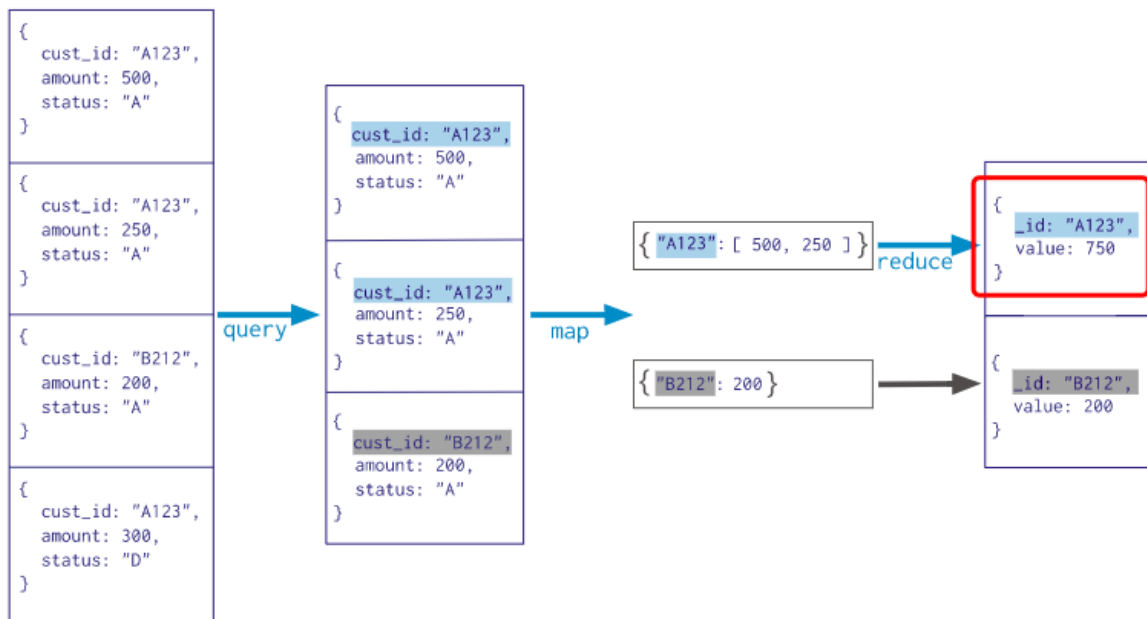 {
cust_id: "A123",
amount: 500,
status: "A"
}
{
cust_id: "A123",
amount: 250,
status: "A"
}
{
cust_id: "B212",
amount: 200,
status: "A"
}
{
cust_id: "A123",
amount: 300,
status: "D"
}
query
{
cust_id: "A123",
amount: 500,
status: "A"
}
{
cust_id: "A123",
amount: 250,
status: "A"
}
{
cust_id: "B212",
amount: 200,
status: "A"
}
map
{ "A123": [ 500, 250 ] }
{ "B212": 200 }
reduce
{
_id: "A123",
value: 750
}
{
_id: "B212",
value: 200
}